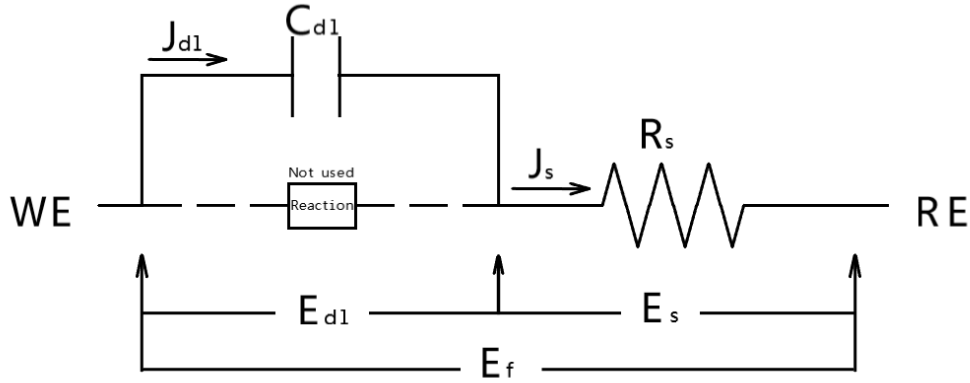 Cdl
Jdl
Rs
Not used
Js
Reaction
WE
RE
Edl
Es
Ef